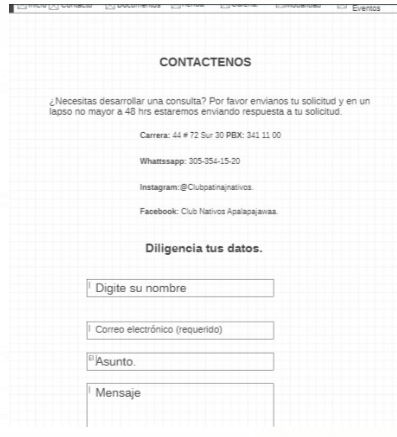 Inicio Contacto Documentos Tienda Galeria. Modalidad Eventos
CONTACTENOS
¿Necesitas desarrollar una consulta? Por favor envianos tu solicitud y en un
lapso no mayor a 48 hrs estaremos enviando respuesta a tu solicitud.
Carrera: 44 # 72 Sur 30 PBX: 341 11 00
Whattssapp: 305-354-15-20
Instagram:@Clubpatinajnativos.
Facebook: Club Nativos Apalapajawaa.
Diligencia tus datos.
Digite su nombre
Correo electrónico (requerido)
Asunto.
Mensaje